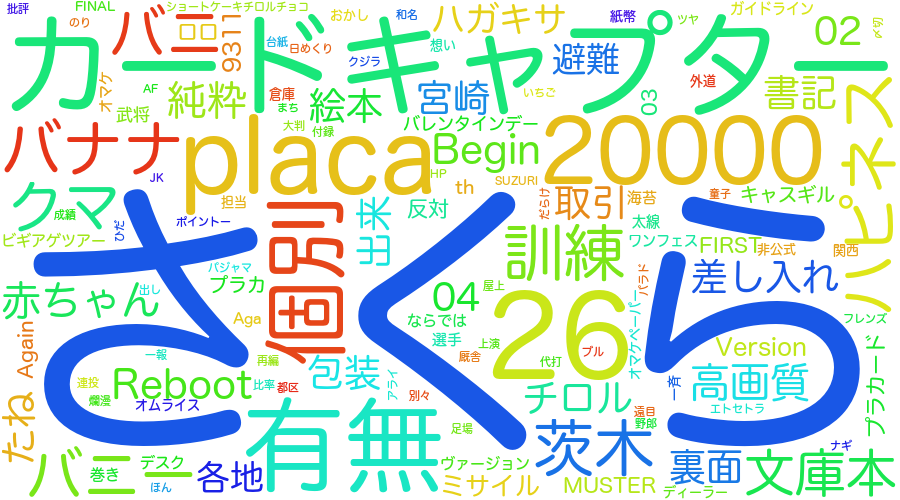 批評
FINAL
ショートケーキチロルチョコ
おかし
和名
紙幣
ガイドライン
ツヤ
〆切
のり
バニ
一品
9311
台紙
日めくり
クジラ
想い
ハガキサ
避難
02
カードキャプター
オマケ
AF
純粋
倉庫
まち
絵本
宮崎
いちご
03
外道
書記
ハピネス
武将
大判
付録
バレンタインデー
バナナ
placa
Begin
20000
JK
HP
th
SUZURI
だらけ
童子
クマ
成績
ひだ
ポイントー
担当
個別
出来
反対
取引
海苔
太線
キャスギル
ビギアゲツアー
さくら
訓練
ワンフェス
FIRST
非公式
関西
パジャマ
プラカ
04
屋上
バラド
差し入れ
赤ちゃん
出し
Again
Aga
ならでは
選手
26
オマケペーパー
フレンズ
一報
再編
上演
厩舎
代打
ブル
Version
プラカード
たね
連投
爛漫
Reboot
比率
都区
包装
アライ
別々
チロル
一斉
高画質
オムライス
エトセトラ
遠目
野郎
有無
足場
茨木
ナギ
バニー
巻き
デスク
ほん
各地
ヴァージョン
ミサイル
MUSTER
裏面
ディーラー
文庫本